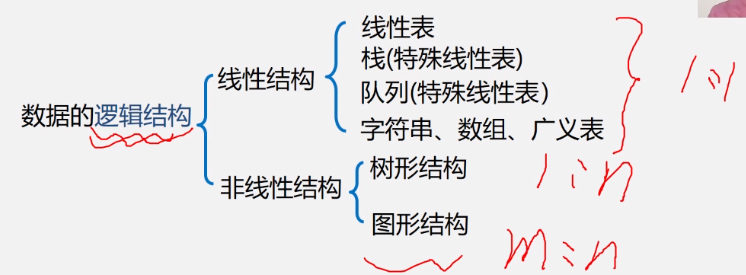 线性表
栈(特殊线性表)
线性结构
队列(特殊线性表)
数据的逻辑结构
字符串、数组、广义表
1:1
树形结构
1:n
非线性结构
图形结构
m:n